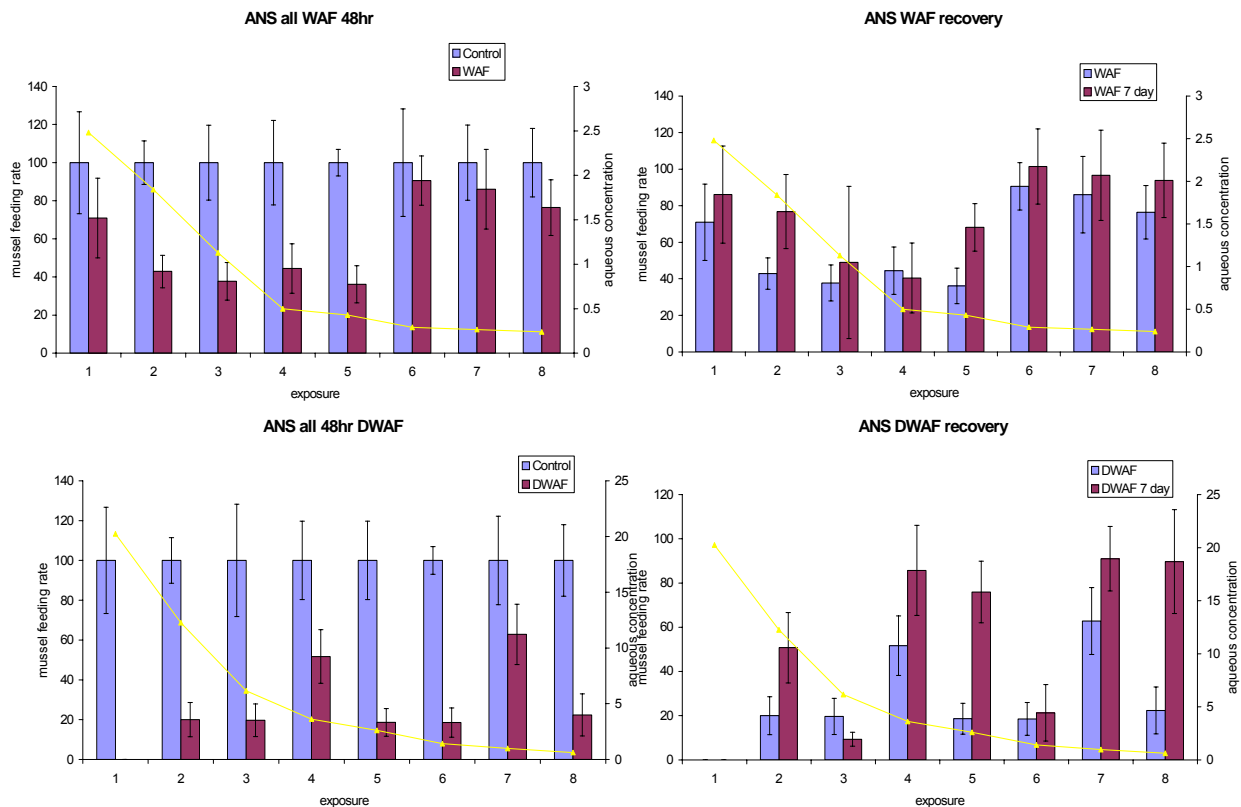 ANS all WAF 48hr
Control
WAF
140
120
100
80
60
40
20
0
mussel feeding rate
3
2.5
2
1.5
1
0.5
0
aqueous concentration
1 2 3 4 5 6 7 8
exposure
ANS WAF recovery
WAF
WAF 7 day
140
120
100
80
60
40
20
0
mussel feeding rate
3
2.5
2
1.5
1
0.5
0
aqueous concentration
1 2 3 4 5 6 7 8
exposure
ANS all 48hr DWAF
Control
DWAF
140
120
100
80
60
40
20
0
mussel feeding rate
25
20
15
10
5
0
aqueous concentration
1 2 3 4 5 6 7 8
exposure
ANS DWAF recovery
DWAF
DWAF 7 day
120
100
80
60
40
20
0
mussel feeding rate
25
20
15
10
5
0
aqueous concentration
1 2 3 4 5 6 7 8
exposure